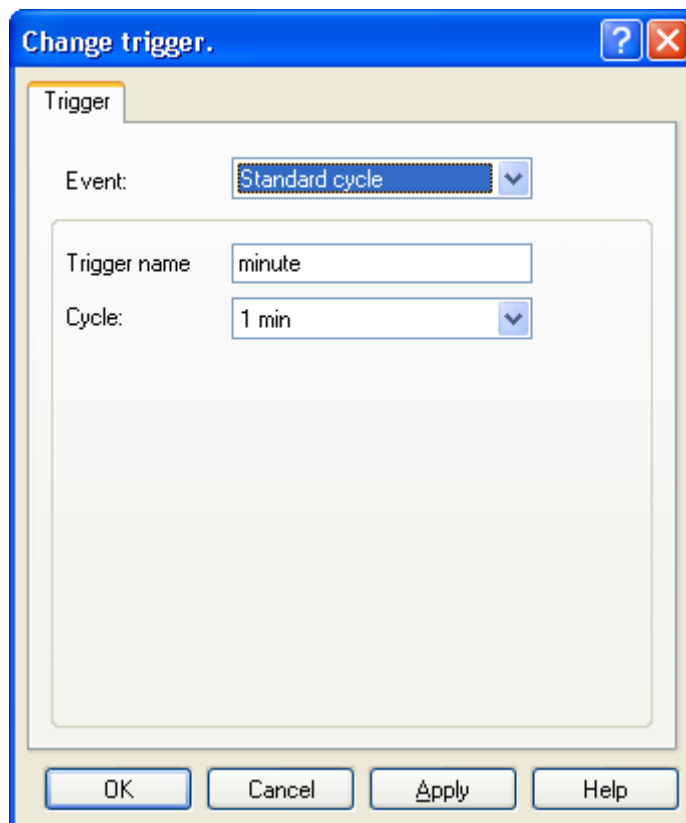 Change trigger.
Trigger
Event: Standard cycle
Trigger name minute
Cycle: 1 min
OK Cancel Apply Help